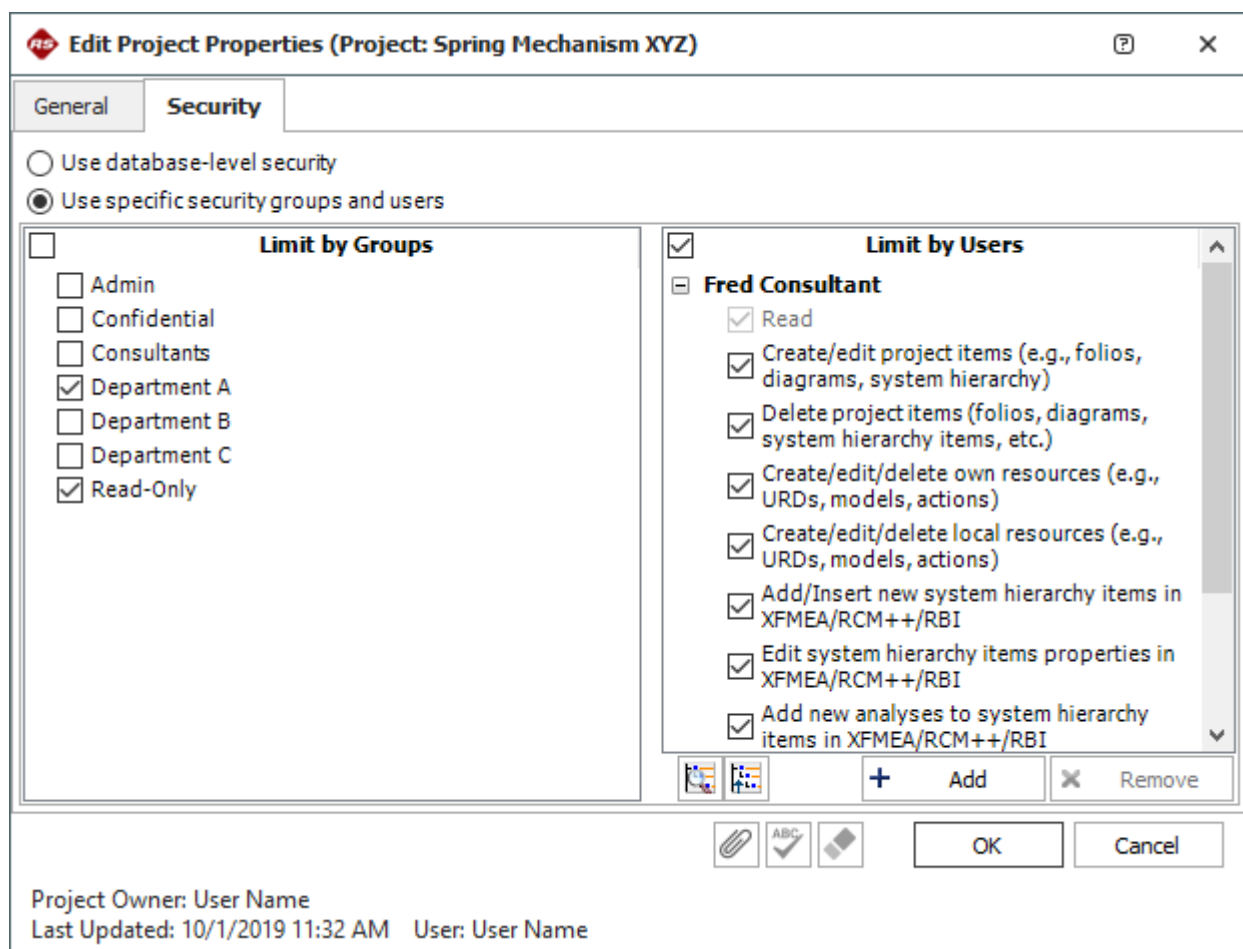 RS Edit Project Properties (Project: Spring Mechanism XYZ)
General Security
Use database-level security
Use specific security groups and users
Limit by Groups
Admin
Confidential
Consultants
Department A
Department B
Department C
Read-Only
Limit by Users
Fred Consultant
Read
Create/edit project items (e.g., folios,
diagrams, system hierarchy)
Delete project items (folios, diagrams,
system hierarchy items, etc.)
Create/edit/delete own resources (e.g.,
URDs, models, actions)
Create/edit/delete local resources (e.g.,
URDs, models, actions)
Add/Insert new system hierarchy items in
XFMEA/RCM++/RBI
Edit system hierarchy items properties in
XFMEA/RCM++/RBI
Add new analyses to system hierarchy
items in XFMEA/RCM++/RBI
Add Remove
ABC OK Cancel
Project Owner: User Name
Last Updated: 10/1/2019 11:32 AM User: User Name